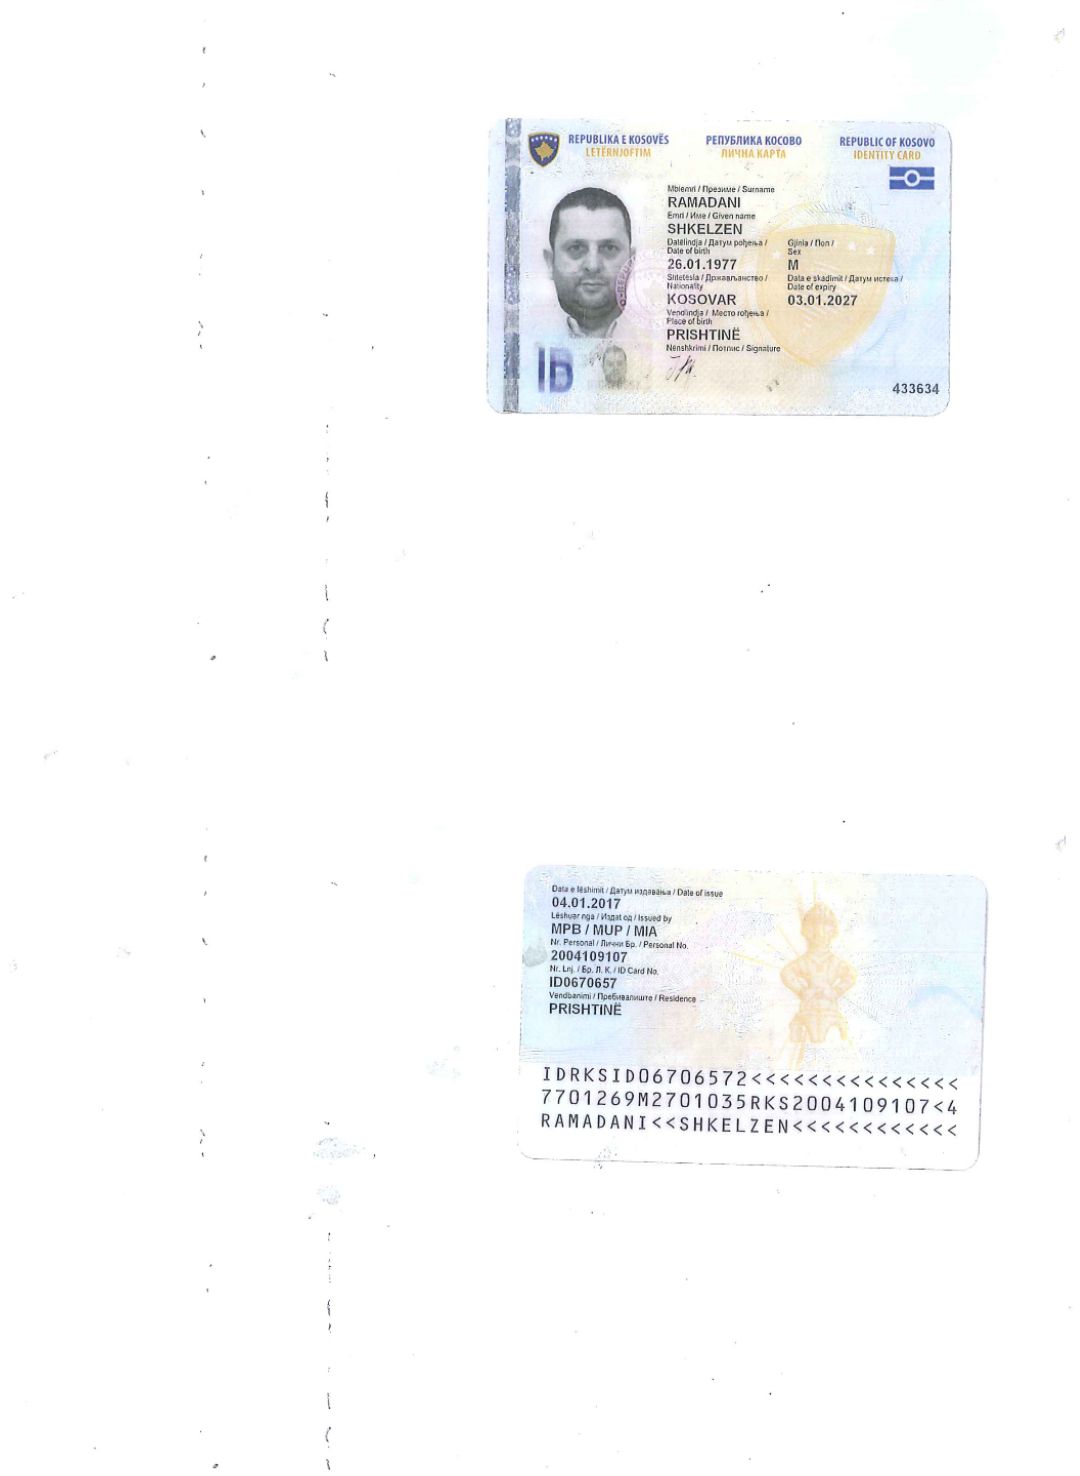 REPUBLIKA E KOSOVËS РЕПУБЛИКА КОСОВО REPUBLIC OF KOSOVO
LETËRNJOFTIM ЛИЧНА КАРТА IDENTITY CARD
Mbiemri / Презиме / Surname
RAMADANI
Emri / Име / Given name
SHKELZEN
Datëlindja / Датум рођења / Date of birth
26.01.1977
Gjinia / Пол / Sex
M
Shtetësia / Држављанство / Nationality
KOSOVAR
Data e skadimit / Датум истека / Date of expiry
03.01.2027
Vendlindja / Место рођења / Place of birth
PRISHTINË
Nënshkrimi / Потпис / Signature
ID
433634
Data e lëshimit / Датум издавања / Date of issue
04.01.2017
Lëshuar nga / Издат од / Issued by
MPB / MUP / MIA
Nr. Personal / Лични Бр. / Personal No.
2004109107
Nr. Lnj. / Бр. Л. К. / ID Card No.
ID0670657
Vendbanimi / Пребивалиште / Residence
PRISHTINË
IDRKSID06706572<<<<<<<<<<<<<<<
7701269M2701035RKS2004109107<4
RAMADANI<<SHKELZEN<<<<<<<<<<<<